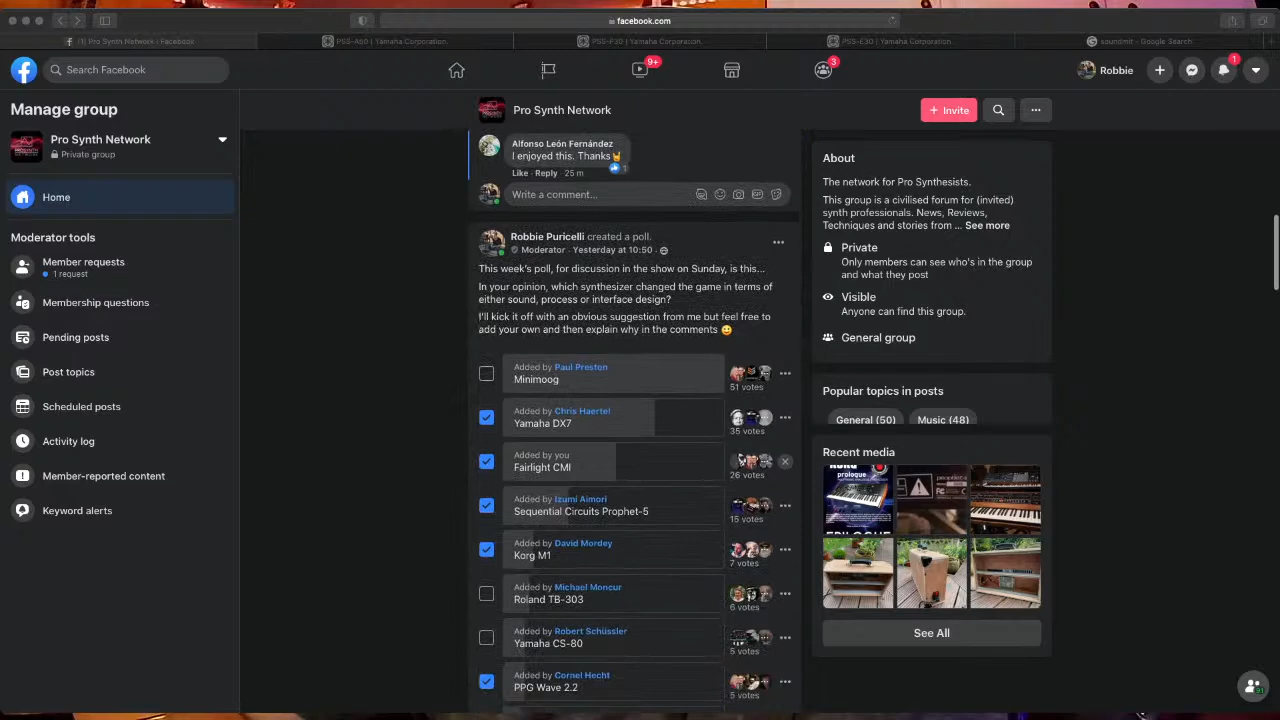 facebook.com
(1) Pro Synth Network | Facebook
PSS-A50 | Yamaha Corporation...
PSS-F30 | Yamaha Corporation...
PSS-E30 | Yamaha Corporation...
soundmit - Google Search
Search Facebook
9+
3
Robbie
1
Manage group
Pro Synth Network
Private group
Home
Moderator tools
Member requests
1 request
Membership questions
Pending posts
Post topics
Scheduled posts
Activity log
Member-reported content
Keyword alerts
Pro Synth Network
+ Invite
Alfonso León Fernández
I enjoyed this. Thanks🤘
1
Like · Reply · 25 m
Write a comment...
GIF
Robbie Puricelli created a poll.
Moderator · Yesterday at 10:50 ·
This week's poll, for discussion in the show on Sunday, is this...
In your opinion, which synthesizer changed the game in terms of
either sound, process or interface design?
I'll kick it off with an obvious suggestion from me but feel free to
add your own and then explain why in the comments 😀
Added by Paul Preston
Minimoog
51 votes
Added by Chris Haertel
Yamaha DX7
35 votes
Added by you
Fairlight CMI
26 votes
Added by Izumi Aimori
Sequential Circuits Prophet-5
15 votes
Added by David Mordey
Korg M1
7 votes
Added by Michael Moncur
Roland TB-303
6 votes
Added by Robert Schüssler
Yamaha CS-80
5 votes
Added by Cornel Hecht
PPG Wave 2.2
5 votes
About
The network for Pro Synthesists.
This group is a civilised forum for (invited)
synth professionals. News, Reviews,
Techniques and stories from ... See more
Private
Only members can see who's in the group
and what they post
Visible
Anyone can find this group.
General group
Popular topics in posts
General (50)
Music (48)
Recent media
prologue
See All